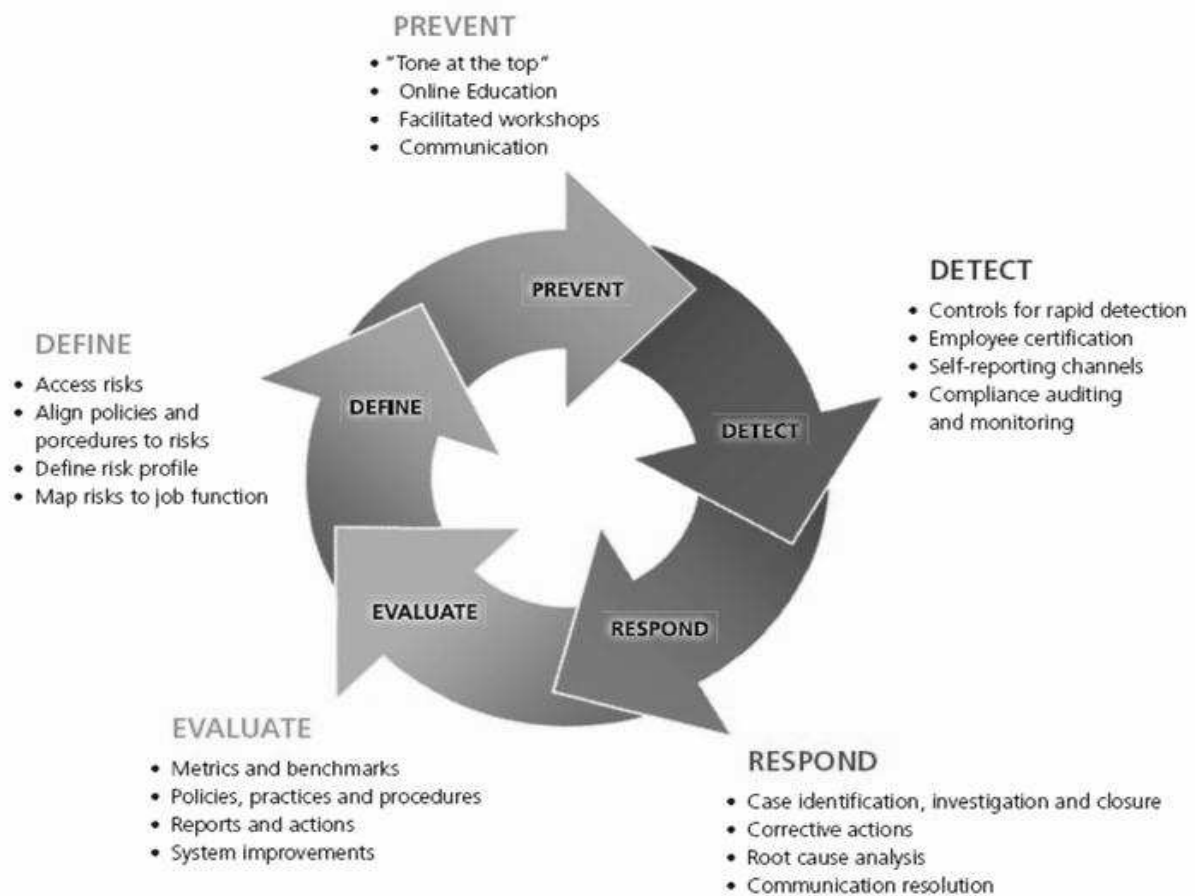 PREVENT
• "Tone at the top"
• Online Education
• Facilitated workshops
• Communication
PREVENT
DETECT
• Controls for rapid detection
• Employee certification
• Self-reporting channels
• Compliance auditing
and monitoring
DEFINE
• Access risks
• Align policies and
porcedures to risks
• Define risk profile
• Map risks to job function
DEFINE
DETECT
EVALUATE
RESPOND
EVALUATE
• Metrics and benchmarks
• Policies, practices and procedures
• Reports and actions
• System improvements
RESPOND
• Case identification, investigation and closure
• Corrective actions
• Root cause analysis
• Communication resolution